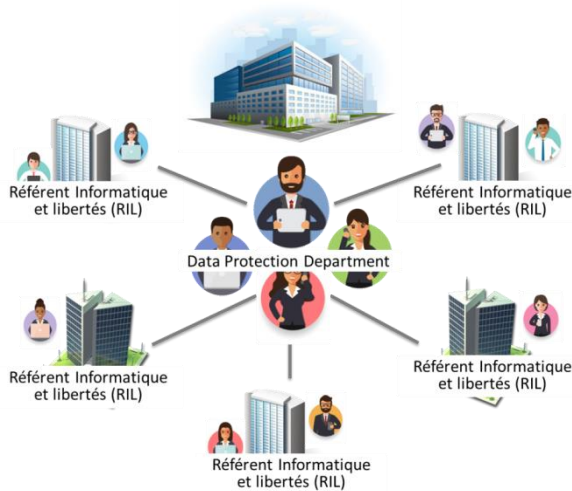 Référent Informatique
et libertés (RIL)
Référent Informatique
et libertés (RIL)
Data Protection Department
Référent Informatique
et libertés (RIL)
Référent Informatique
et libertés (RIL)
Référent Informatique
et libertés (RIL)